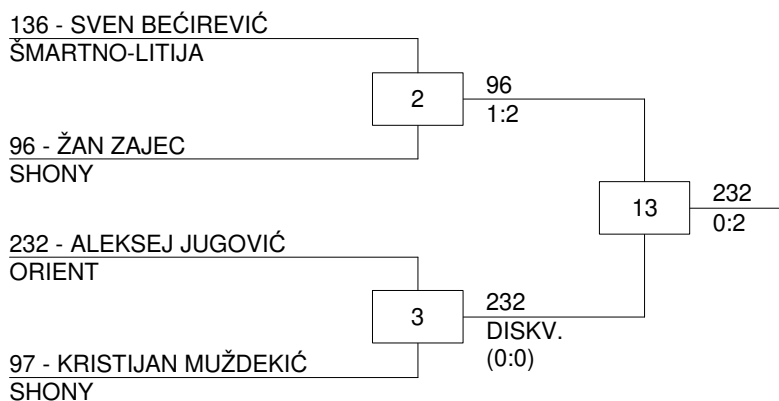 136 - SVEN BEĆIREVIĆ
ŠMARTNO-LITIJA
2
96
1:2
96 - ŽAN ZAJEC
SHONY
13
232
0:2
232 - ALEKSEJ JUGOVIĆ
ORIENT
3
232
DISKV.
(0:0)
97 - KRISTIJAN MUŽDEKIĆ
SHONY